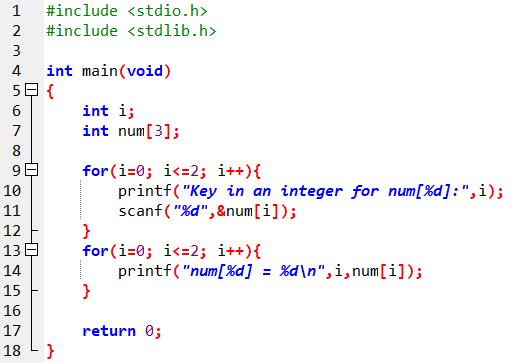 1 #include <stdio.h>
2 #include <stdlib.h>
3
4 int main(void)
5 {
6 int i;
7 int num[3];
8
9 for(i=0; i<=2; i++){
10 printf("Key in an integer for num[%d]:",i);
11 scanf("%d",&num[i]);
12 }
13 for(i=0; i<=2; i++){
14 printf("num[%d] = %d\n",i,num[i]);
15 }
16
17 return 0;
18 }